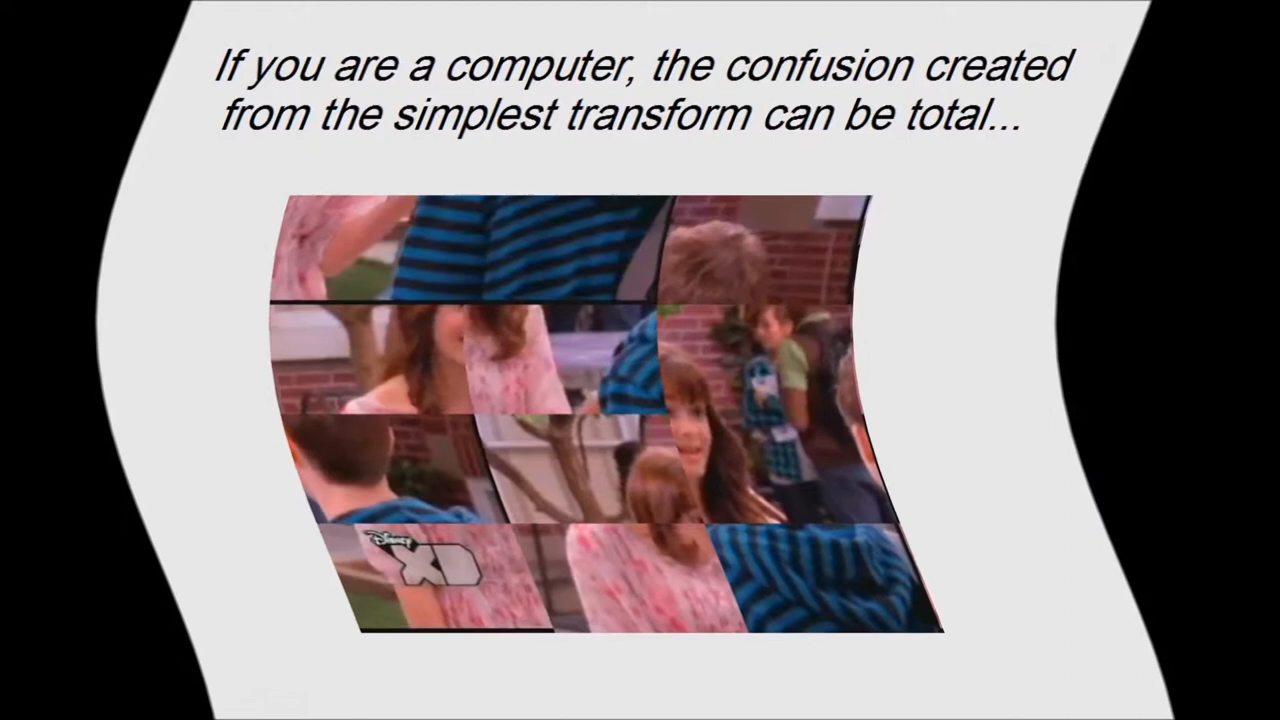 If you are a computer, the confusion created
from the simplest transform can be total...
Disney
XD